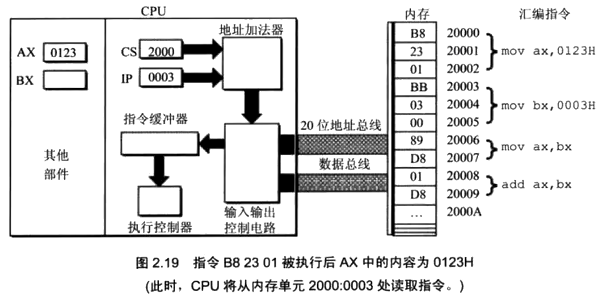 CPU
内存
汇编指令
AX 0123
BX
CS 2000
IP 0003
地址加法器
指令缓冲器
20 位地址总线
数据总线
其他
部件
执行控制器
输入输出
控制电路
B8 20000
23 20001 mov ax,0123H
01 20002
BB 20003
03 20004 mov bx,0003H
00 20005
89 20006 mov ax,bx
D8 20007
01 20008 add ax,bx
D8 20009
… 2000A
图 2.19 指令 B8 23 01 被执行后 AX 中的内容为 0123H
(此时，CPU 将从内存单元 2000:0003 处读取指令。)